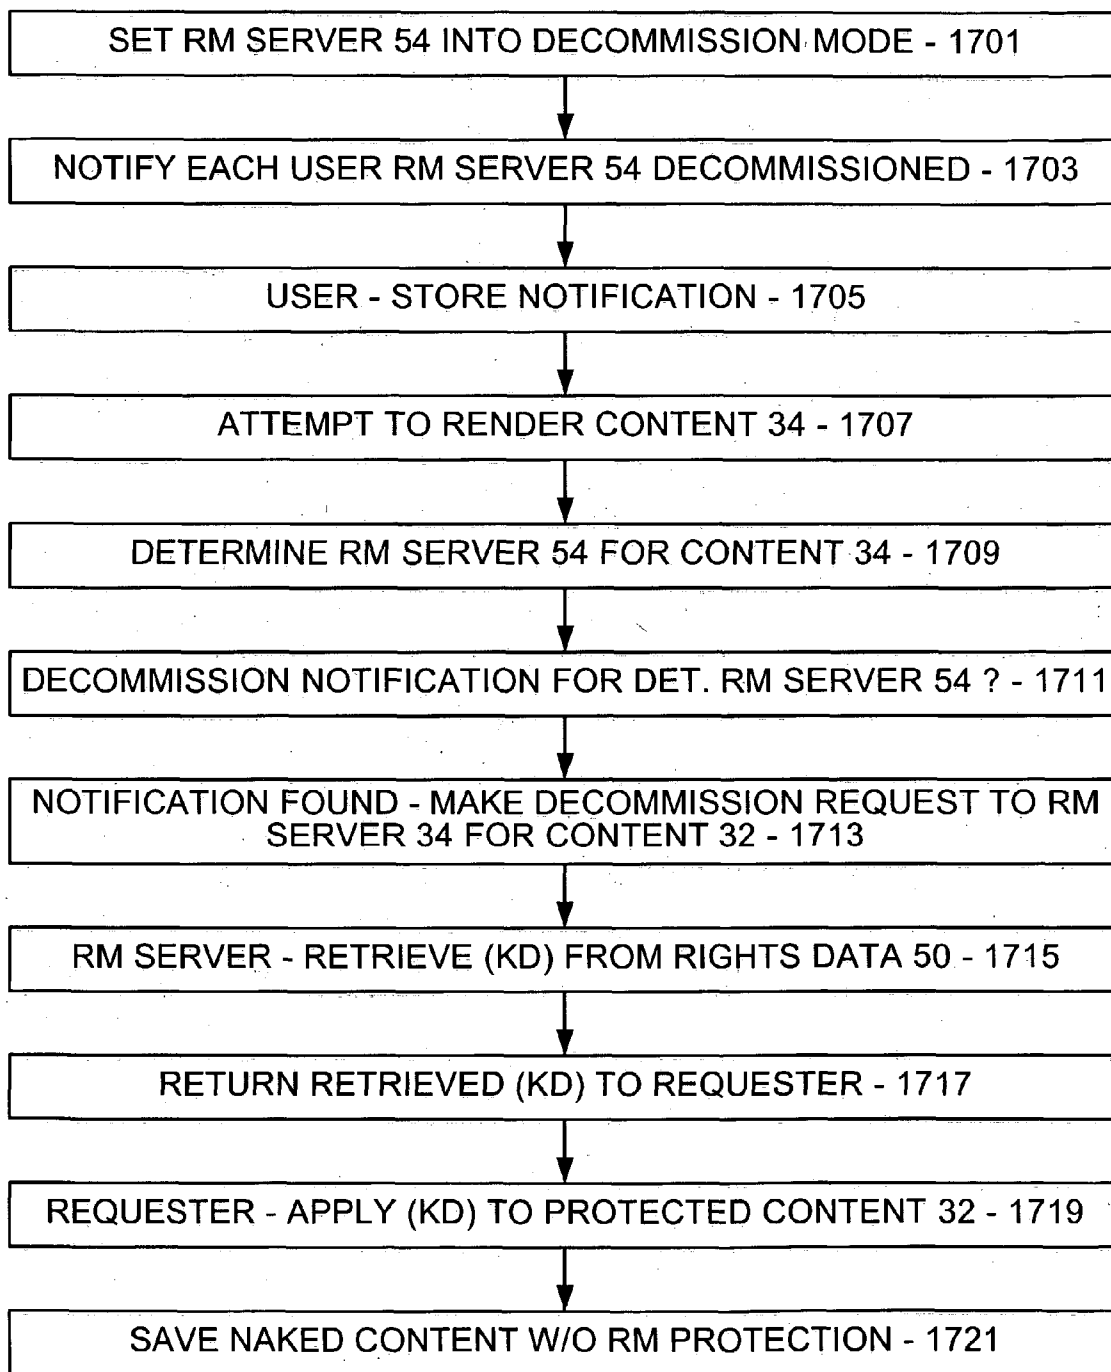 SET RM SERVER 54 INTO DECOMMISSION MODE - 1701
NOTIFY EACH USER RM SERVER 54 DECOMMISSIONED - 1703
USER - STORE NOTIFICATION - 1705
ATTEMPT TO RENDER CONTENT 34 - 1707
DETERMINE RM SERVER 54 FOR CONTENT 34 - 1709
DECOMMISSION NOTIFICATION FOR DET. RM SERVER 54 ? - 1711
NOTIFICATION FOUND - MAKE DECOMMISSION REQUEST TO RM
SERVER 34 FOR CONTENT 32 - 1713
RM SERVER - RETRIEVE (KD) FROM RIGHTS DATA 50 - 1715
RETURN RETRIEVED (KD) TO REQUESTER - 1717
REQUESTER - APPLY (KD) TO PROTECTED CONTENT 32 - 1719
SAVE NAKED CONTENT W/O RM PROTECTION - 1721